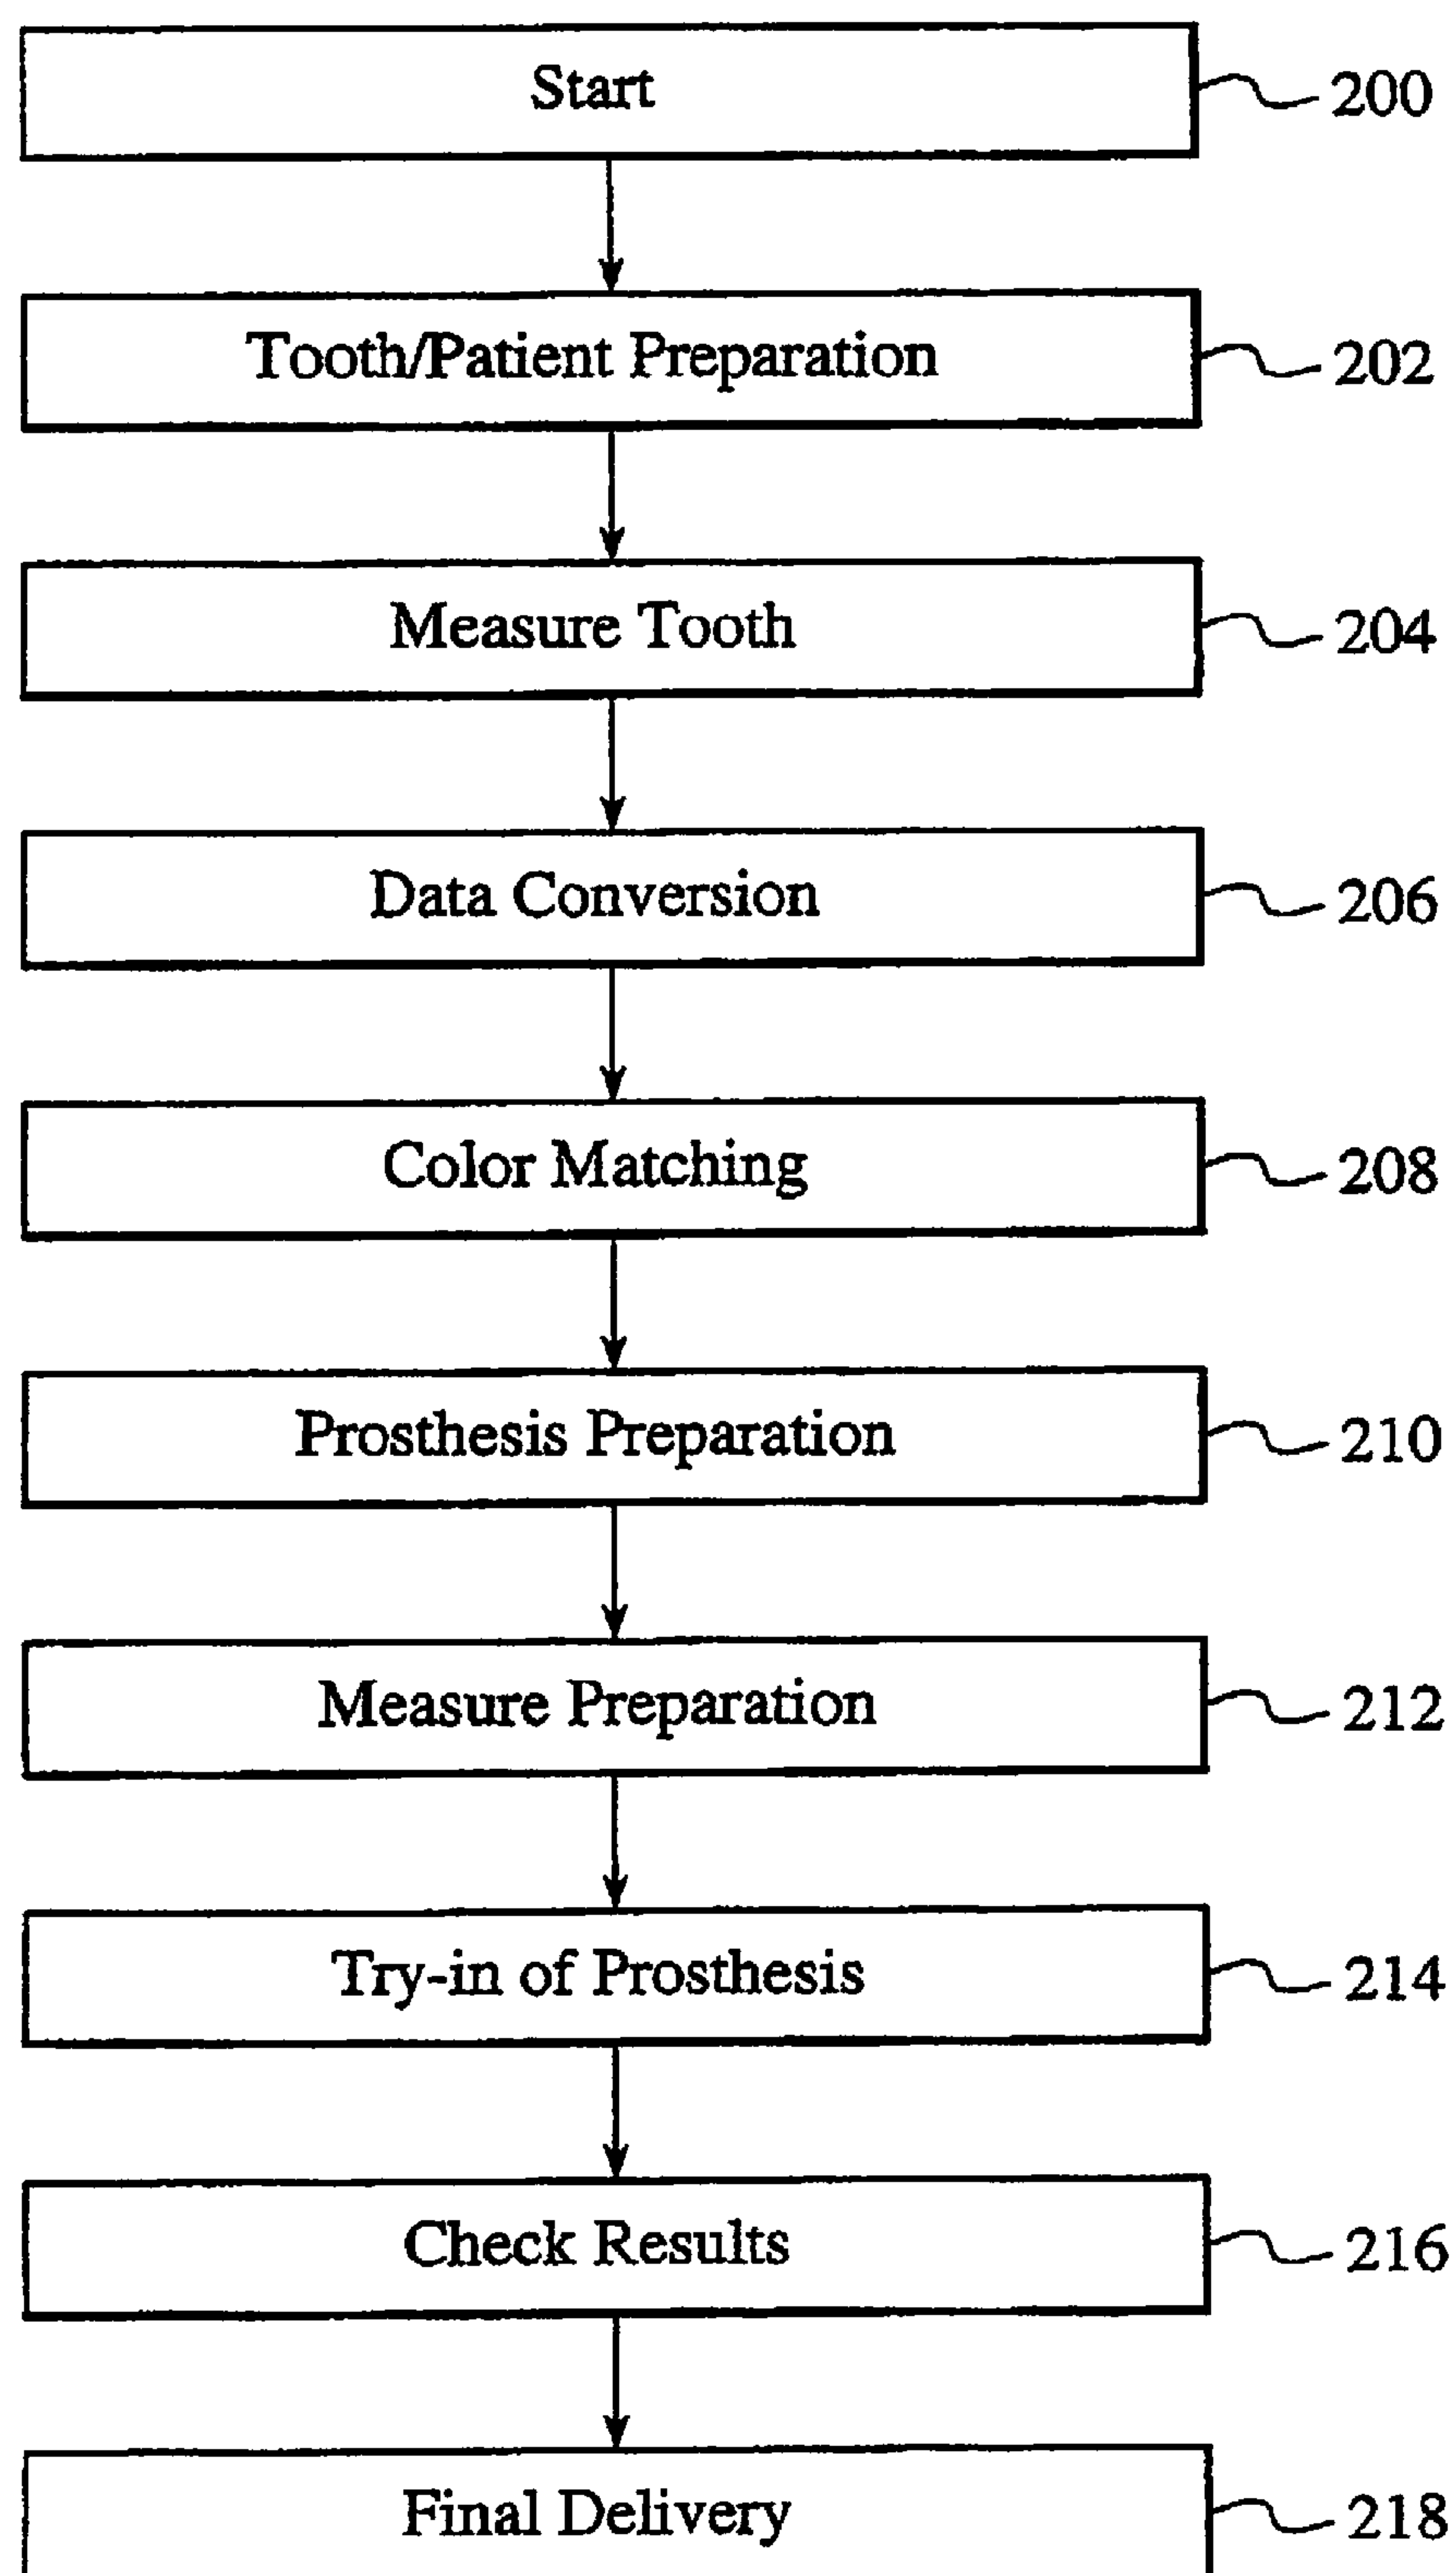 Start 200
Tooth/Patient Preparation 202
Measure Tooth 204
Data Conversion 206
Color Matching 208
Prosthesis Preparation 210
Measure Preparation 212
Try-in of Prosthesis 214
Check Results 216
Final Delivery 218